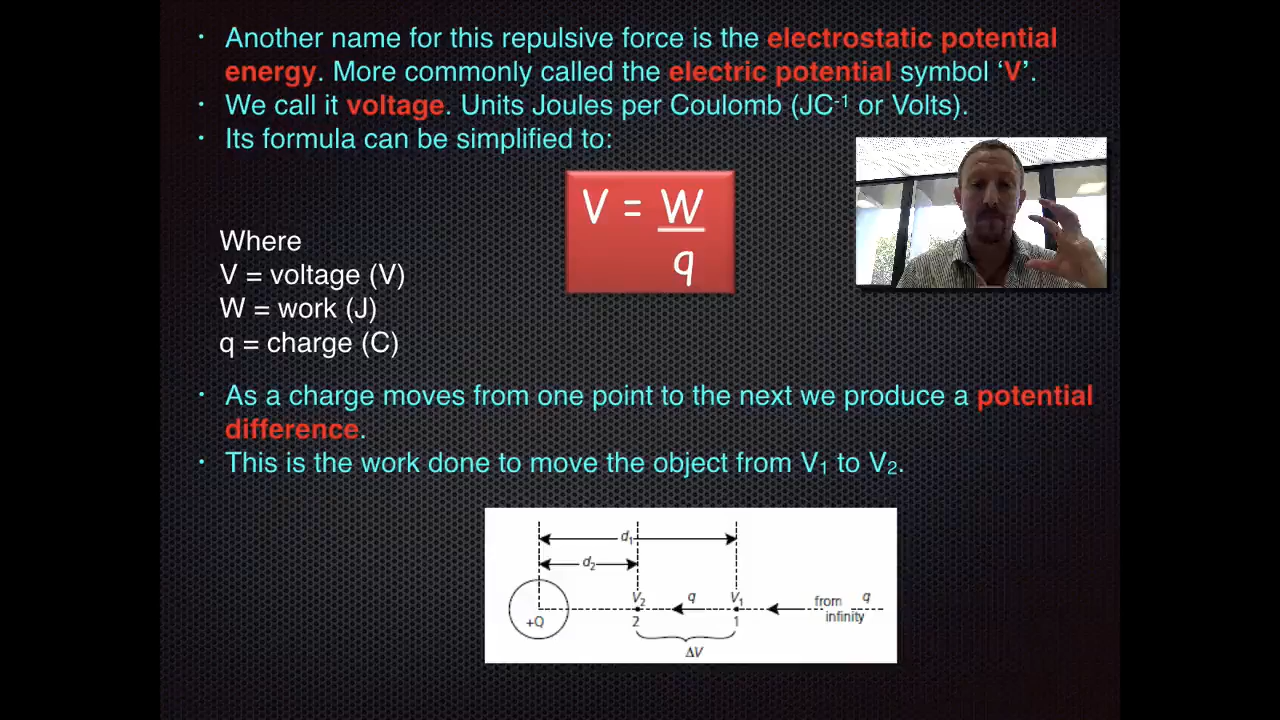 • Another name for this repulsive force is the electrostatic potential
energy. More commonly called the electric potential symbol ‘V’.
• We call it voltage. Units Joules per Coulomb (JC⁻¹ or Volts).
• Its formula can be simplified to:
V = W
q
Where
V = voltage (V)
W = work (J)
q = charge (C)
• As a charge moves from one point to the next we produce a potential
difference.
• This is the work done to move the object from V₁ to V₂.
d₁
d₂
V₂ q V₁ from q
infinity
+Q 2 1
ΔV